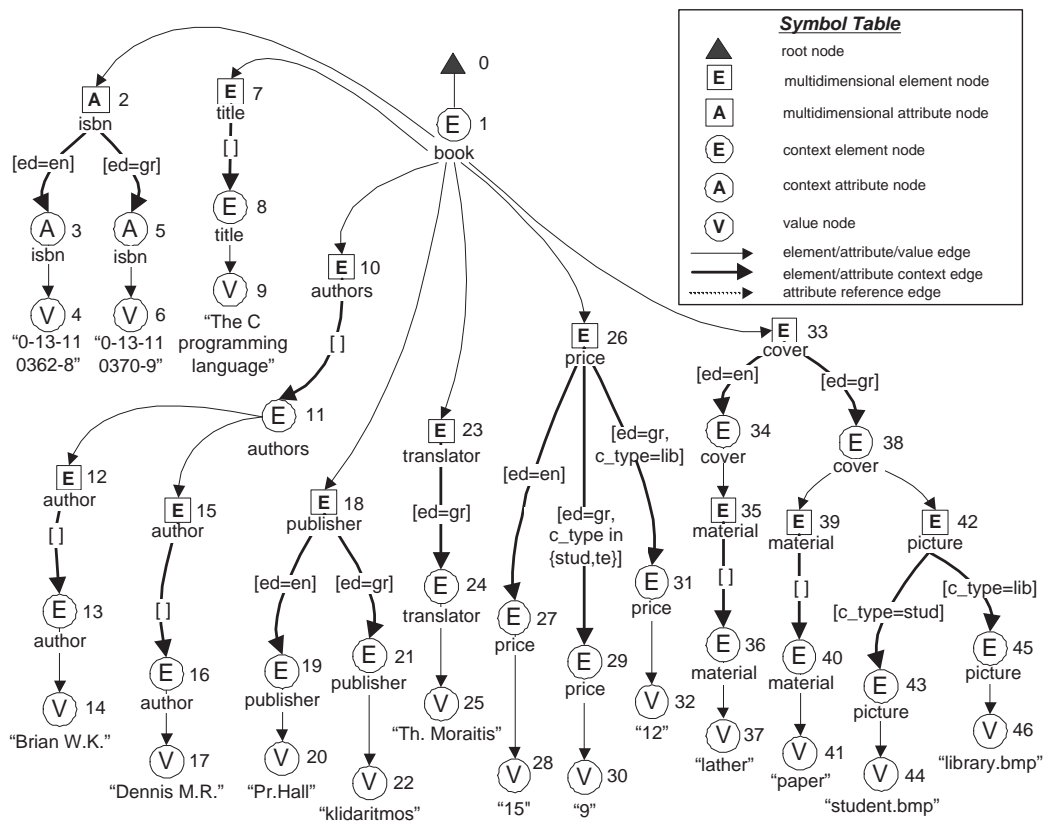 Symbol Table
root node
E multidimensional element node
A multidimensional attribute node
E context element node
A context attribute node
V value node
element/attribute/value edge
element/attribute context edge
attribute reference edge
0
E 1
book
A 2
isbn
[ed=en]
[ed=gr]
A 3
isbn
A 5
isbn
V 4
"0-13-11
0362-8"
V 6
"0-13-11
0370-9"
E 7
title
[ ]
E 8
title
V 9
"The C
programming
language"
E 10
authors
[ ]
E 11
authors
E 12
author
[ ]
E 13
author
V 14
"Brian W.K."
E 15
author
[ ]
E 16
author
V 17
"Dennis M.R."
E 18
publisher
[ed=en]
[ed=gr]
E 19
publisher
V 20
"Pr.Hall"
E 21
publisher
V 22
"klidaritmos"
E 23
translator
[ed=gr]
E 24
translator
V 25
"Th. Moraitis"
E 26
price
[ed=en]
[ed=gr,
c_type in
{stud,te}]
[ed=gr,
c_type=lib]
E 27
price
V 28
"15"
E 29
price
V 30
"9"
E 31
price
V 32
"12"
E 33
cover
[ed=en]
[ed=gr]
E 34
cover
E 35
material
[ ]
E 36
material
V 37
"lather"
E 38
cover
E 39
material
[ ]
E 40
material
V 41
"paper"
E 42
picture
[c_type=stud]
[c_type=lib]
E 43
picture
V 44
"student.bmp"
E 45
picture
V 46
"library.bmp"